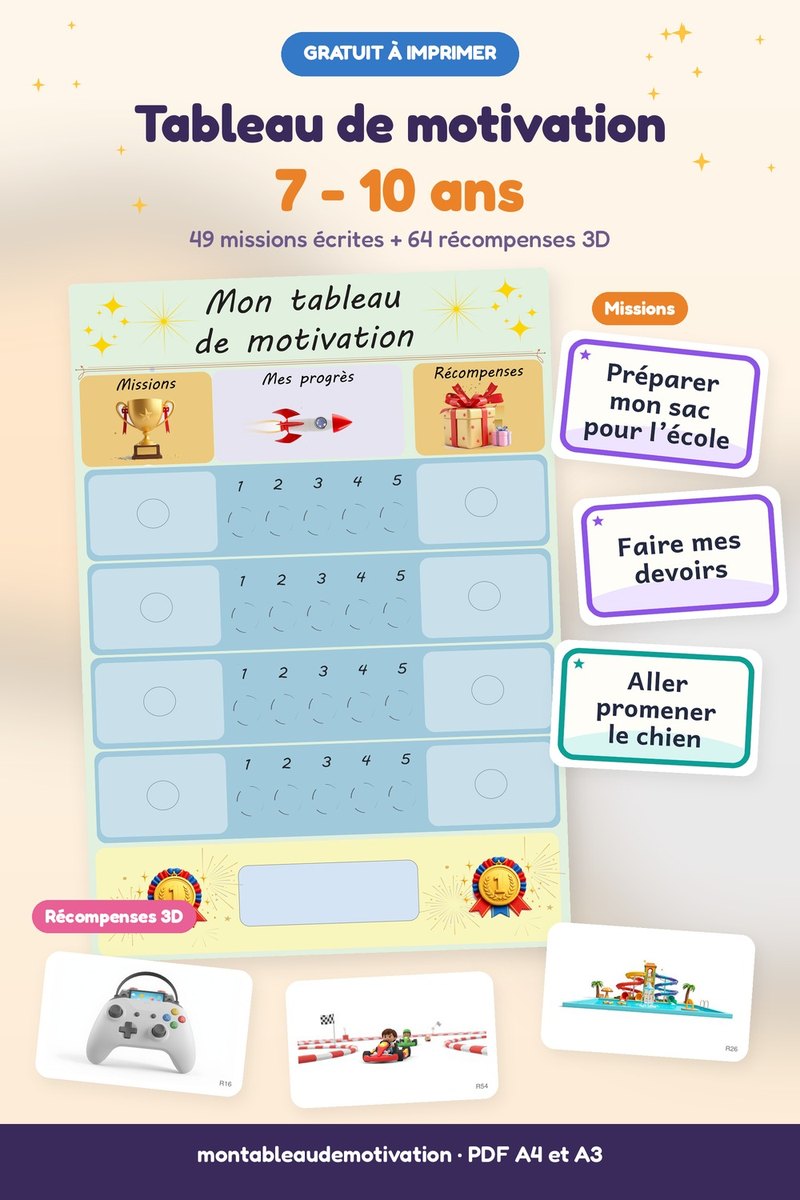 GRATUIT À IMPRIMER
Tableau de motivation
7 - 10 ans
49 missions écrites + 64 récompenses 3D
Mon tableau
de motivation
Missions
Mes progrès
Récompenses
1 2 3 4 5
1 2 3 4 5
1 2 3 4 5
1 2 3 4 5
1
1
Missions
Préparer
mon sac
pour l'école
Faire mes
devoirs
Aller
promener
le chien
Récompenses 3D
R16
R54
R26
montableaudemotivation · PDF A4 et A3